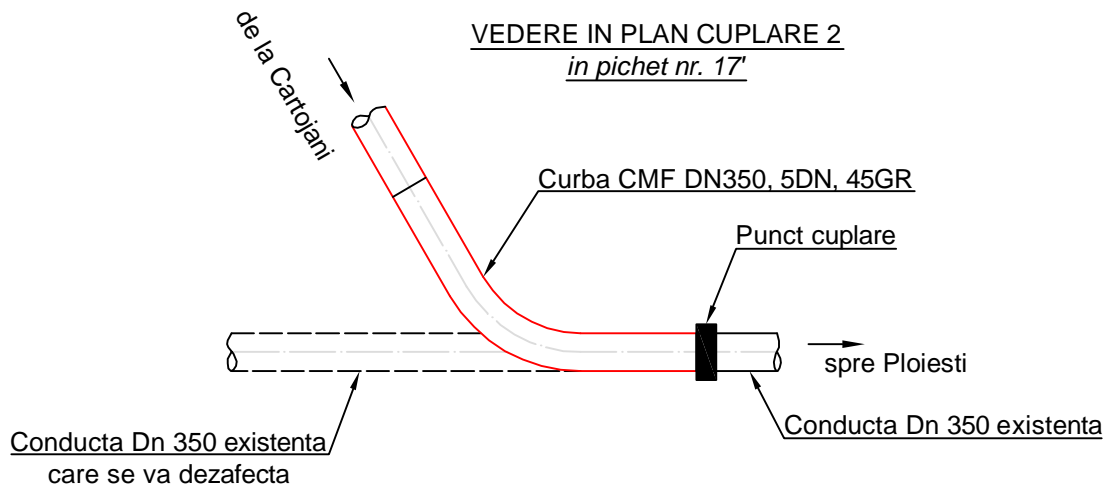 VEDERE IN PLAN CUPLARE 2
in pichet nr. 17'
de la Cartojani
Curba CMF DN350, 5DN, 45GR
Punct cuplare
spre Ploiesti
Conducta Dn 350 existenta
Conducta Dn 350 existenta
care se va dezafecta